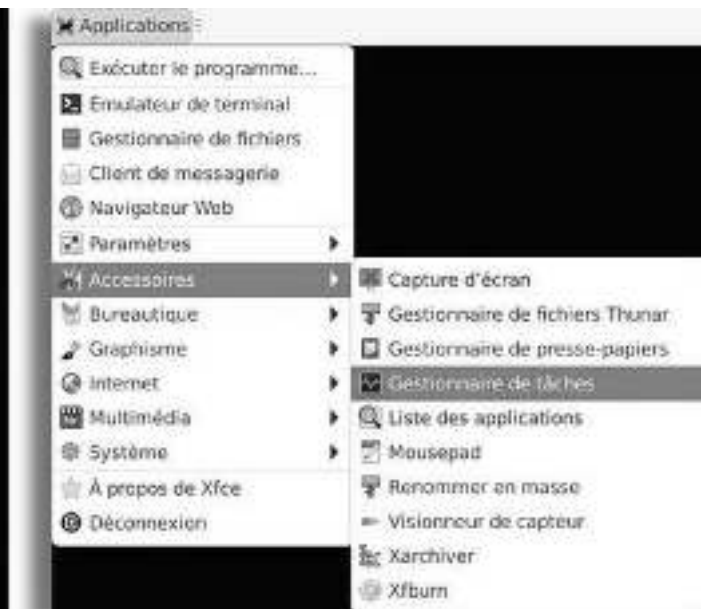 Applications
Exécuter le programme...
Émulateur de terminal
Gestionnaire de fichiers
Client de messagerie
Navigateur Web
Paramètres
Accessoires
Bureautique
Graphisme
Internet
Multimédia
Système
À propos de Xfce
Déconnexion
Capture d'écran
Gestionnaire de fichiers Thunar
Gestionnaire de presse-papiers
Gestionnaire de tâches
Liste des applications
Mousepad
Renommer en masse
Visionneur de capteur
Xarchiver
Xfburn